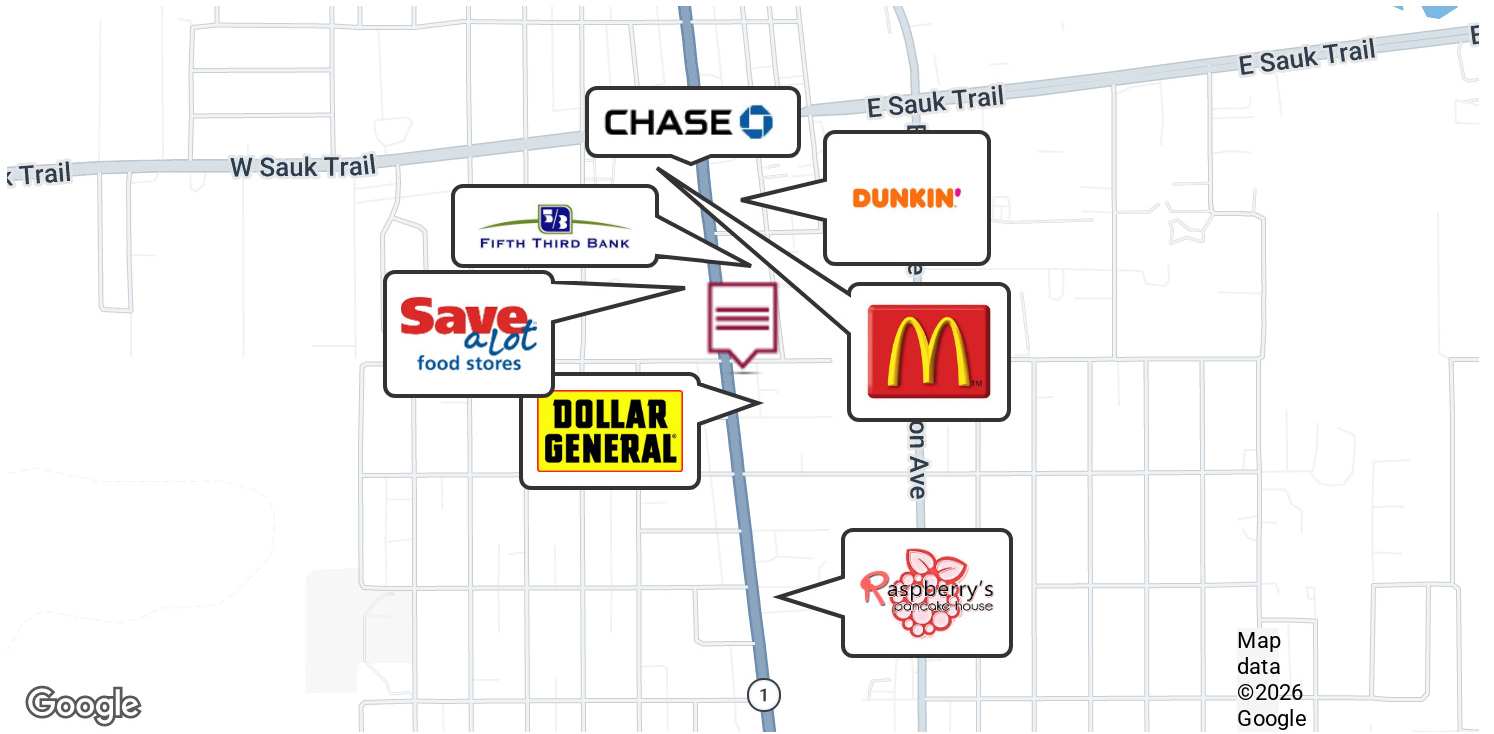 E Sauk Trail
E
E Sauk Trail
W Sauk Trail
k Trail
CHASE
DUNKIN'
FIFTH THIRD BANK
Save
a lot
food stores
M
TM
DOLLAR
GENERAL®
on Ave
Raspberry's
pancake house
1
Map
data
©2026
Google
Google